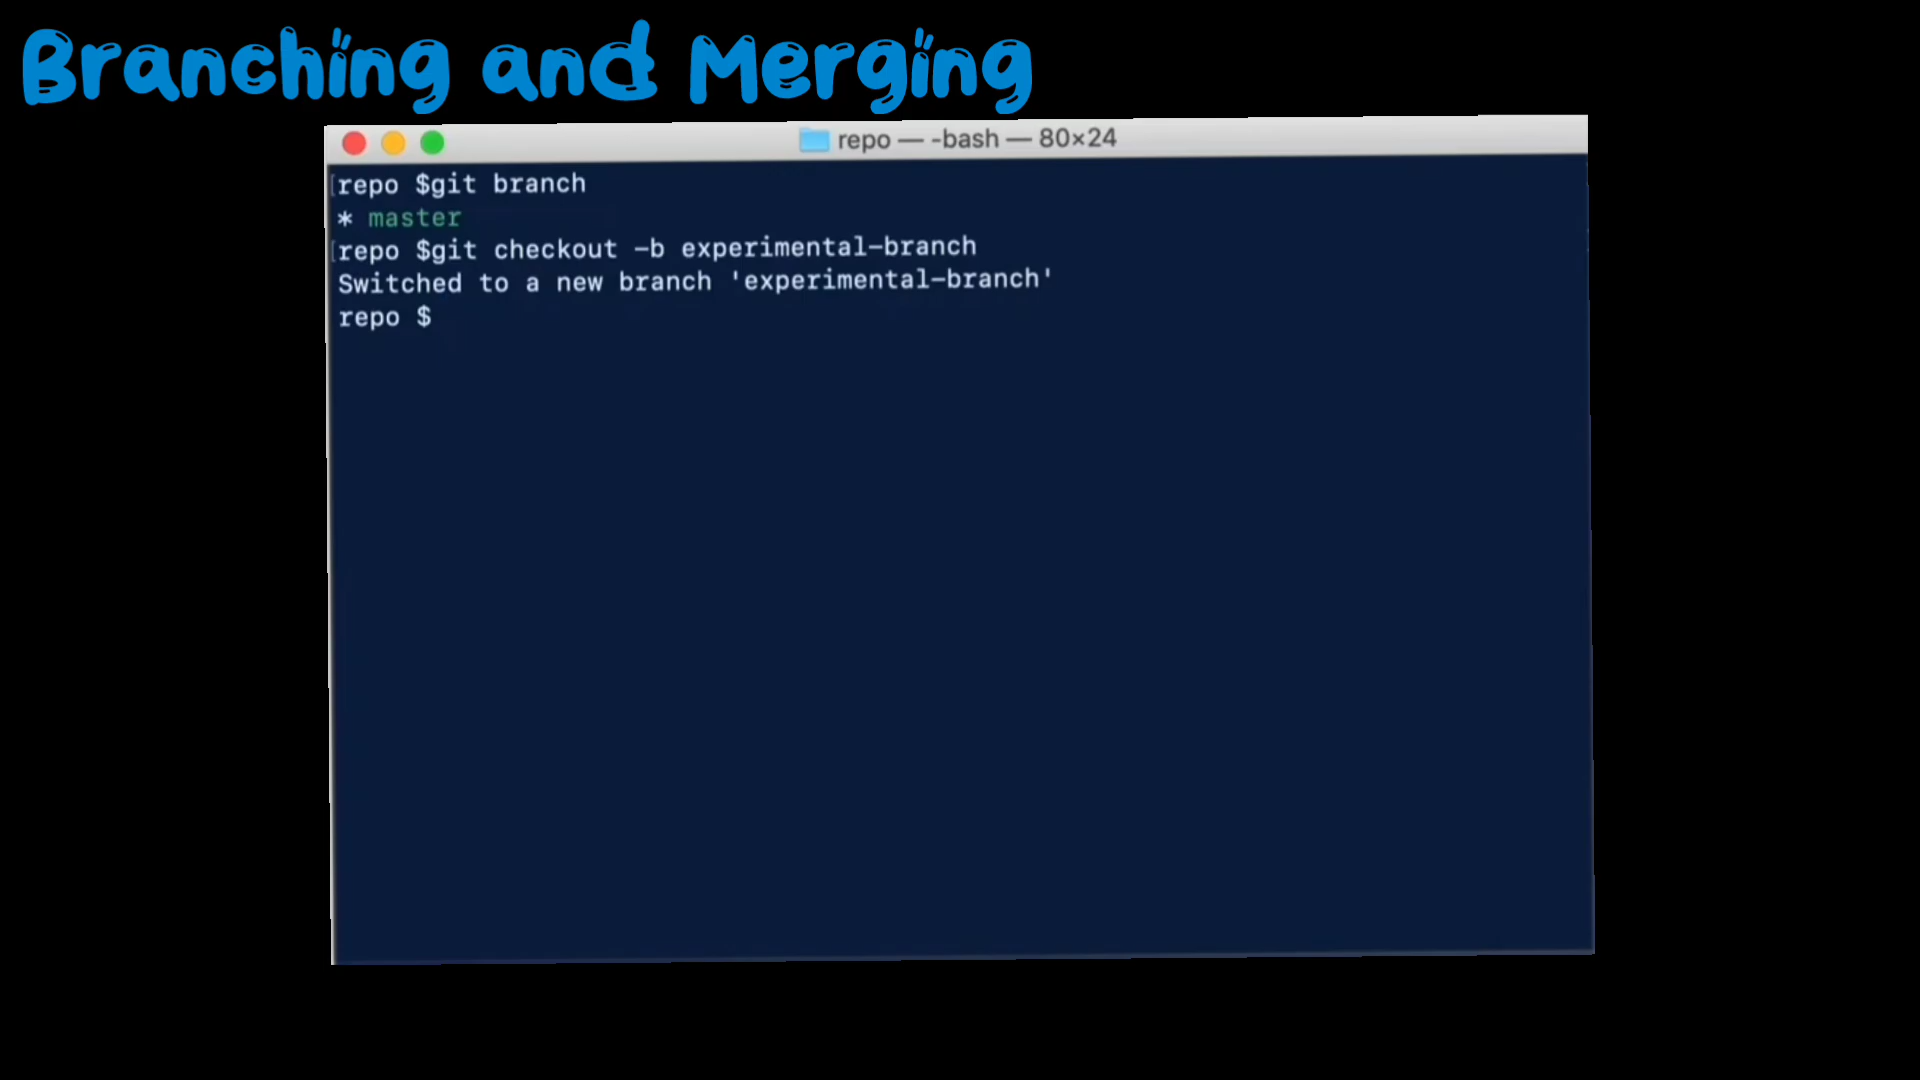 Branching and Merging
repo — -bash — 80×24
repo $git branch
* master
repo $git checkout -b experimental-branch
Switched to a new branch 'experimental-branch'
repo $